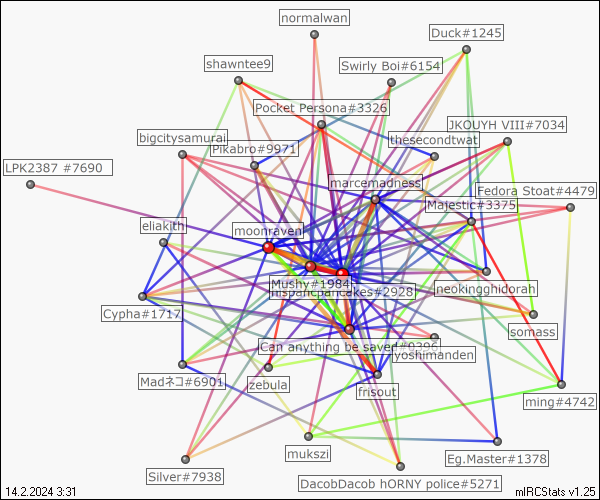 normalwan
Duck#1245
shawntee9
Swirly Boi#6154
Pocket Persona#3326
JKOUYH VIII#7034
bigcitysamurai
thesecondtwat
Pikabro#9971
LPK2387 #7690
marcemadness
Fedora Stoat#4479
Majestic#3375
eliakith
moonraven
Mushy#1984
hispanicpancakes#2928
neokingghidorah
Cypha#1717
somass
Can anything be saved#0386
yoshimanden
Madネコ#6901
zebula
frisout
ming#4742
mukszi
Eg.Master#1378
Silver#7938
DacobDacob hORNY police#5271
14.2.2024 3:31
mIRCStats v1.25